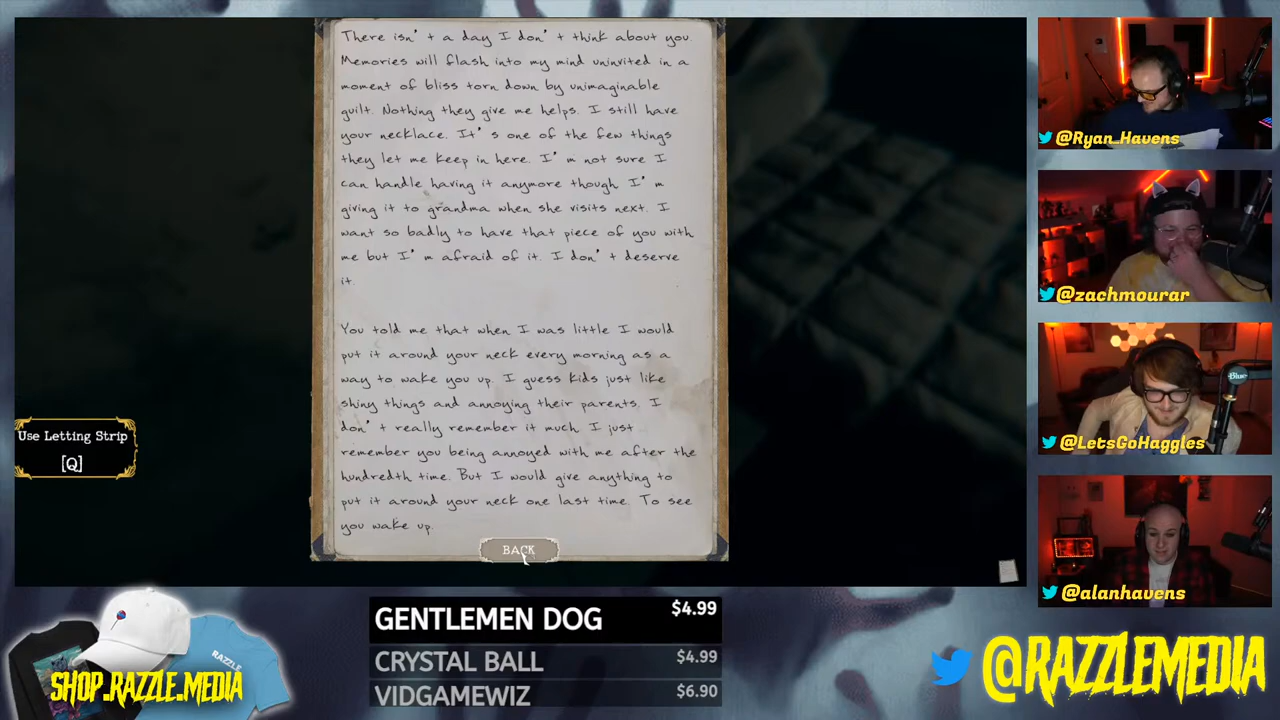 There isn't a day I don't think about you.
Memories will flash into my mind uninvited in a
moment of bliss torn down by unimaginable
guilt. Nothing they give me helps. I still have
your necklace. It's one of the few things
they let me keep in here. I'm not sure I
can handle having it anymore though I'm
giving it to grandma when she visits next. I
want so badly to have that piece of you with
me but I'm afraid of it. I don't deserve
it.
You told me that when I was little I would
put it around your neck every morning as a
way to wake you up. I guess kids just like
shiny things and annoying their parents. I
don't really remember it much I just
remember you being annoyed with me after the
hundredth time. But I would give anything to
put it around your neck one last time. To see
you wake up.
BACK
Use Letting Strip
[Q]
@Ryan_Havens
@zachmourar
Blue
@LetsGoHaggles
@alanhavens
RAZZLE
SHOP.RAZZLE.MEDIA
GENTLEMEN DOG $4.99
CRYSTAL BALL $4.99
VIDGAMEWIZ $6.90
@RAZZLEMEDIA